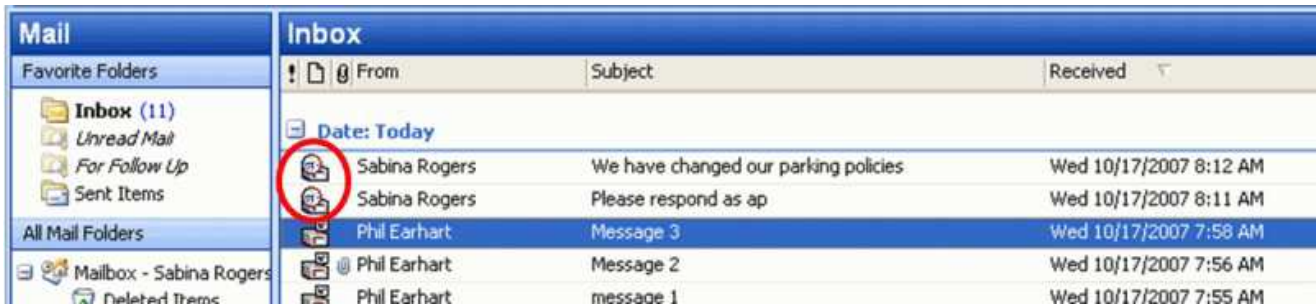 Mail
Inbox
Favorite Folders
! From Subject Received
Inbox (11)
Unread Mail
Date: Today
For Follow Up
Sabina Rogers We have changed our parking policies Wed 10/17/2007 8:12 AM
Sent Items
Sabina Rogers Please respond as ap Wed 10/17/2007 8:11 AM
All Mail Folders
Phil Earhart Message 3 Wed 10/17/2007 7:58 AM
Mailbox - Sabina Rogers
Phil Earhart Message 2 Wed 10/17/2007 7:56 AM
Deleted Items
Phil Earhart message 1 Wed 10/17/2007 7:55 AM